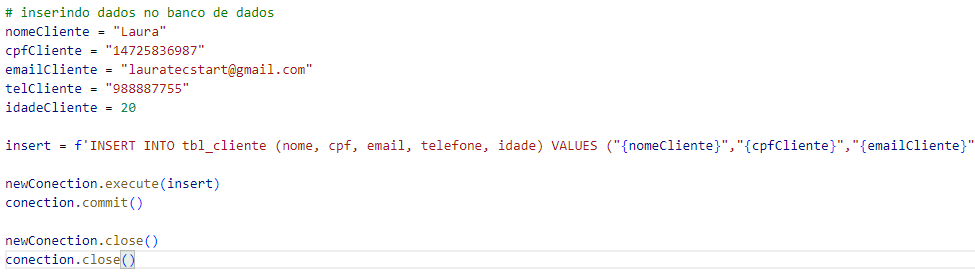 # inserindo dados no banco de dados
nomeCliente = "Laura"
cpfCliente = "14725836987"
emailCliente = "lauratecstart@gmail.com"
telCliente = "988887755"
idadeCliente = 20
insert = f'INSERT INTO tbl_cliente (nome, cpf, email, telefone, idade) VALUES ("{nomeCliente}","{cpfCliente}","{emailCliente}"
newConection.execute(insert)
conection.commit()
newConection.close()
conection.close()